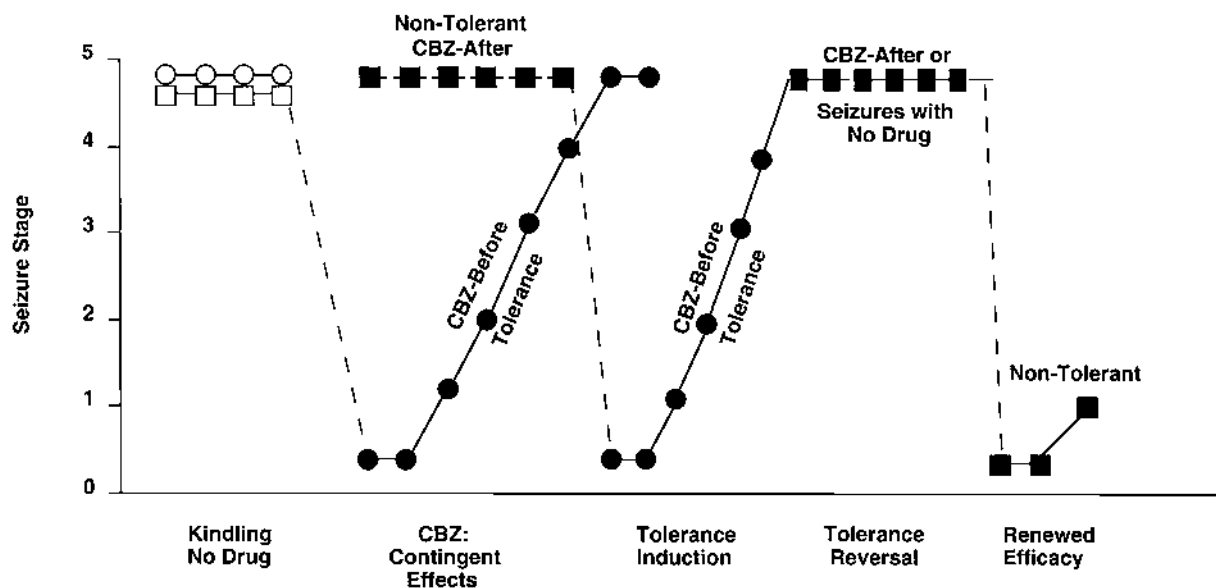 Non-Tolerant
CBZ-After
CBZ-After or
Seizures with
No Drug
5
4
3
2
1
0
Seizure Stage
CBZ-Before
Tolerance
CBZ-Before
Tolerance
Non-Tolerant
Kindling
No Drug
CBZ:
Contingent
Effects
Tolerance
Induction
Tolerance
Reversal
Renewed
Efficacy